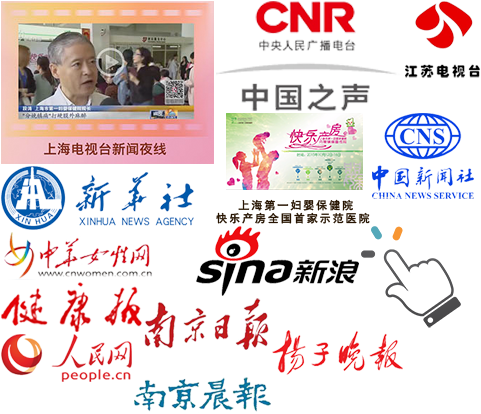 CNR
中央人民广播电台
中国之声
江苏电视台
上海电视台新闻夜线
快乐产房
上海第一妇婴保健院
快乐产房全国首家示范医院
CNS
中国新闻社
CHINA NEWS SERVICE
XIN HUA
新华社
XINHUA NEWS AGENCY
中华女性网
www.cnwomen.com.cn
sina新浪
健康报
南京日报
扬子晚报
人民网
people.cn
南京晨报